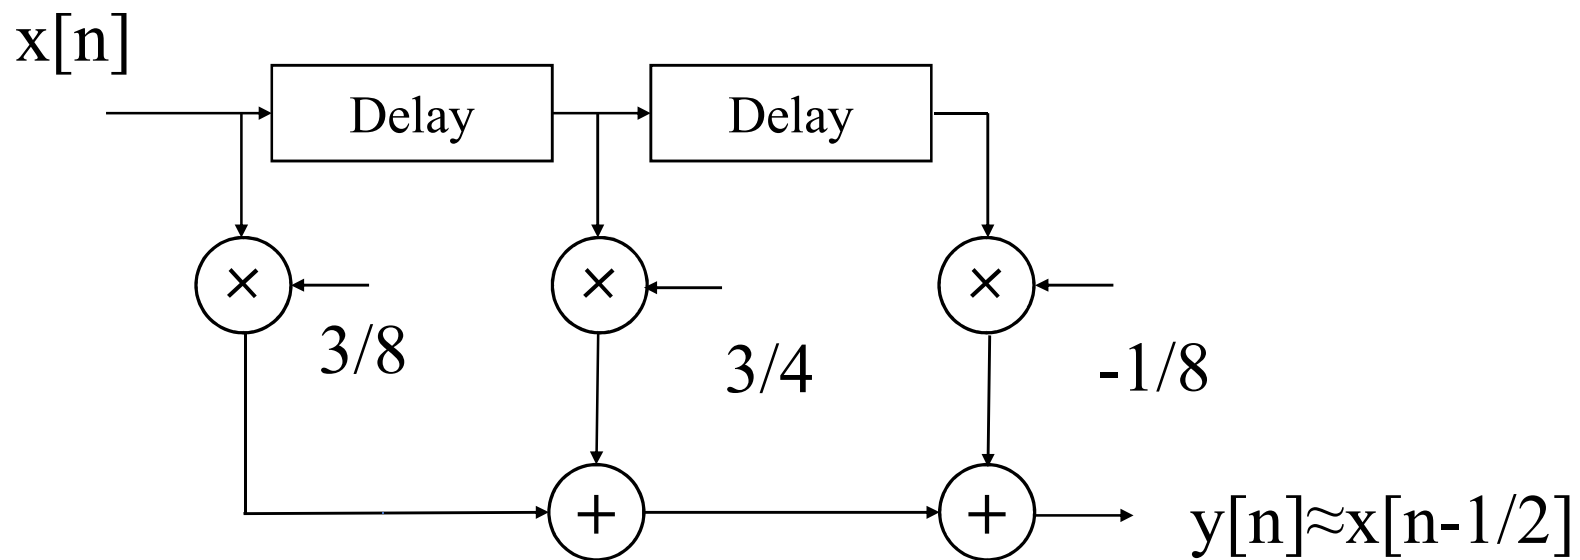 x[n]
Delay
Delay
×
×
×
3/8
3/4
-1/8
+
+
y[n]≈x[n-1/2]